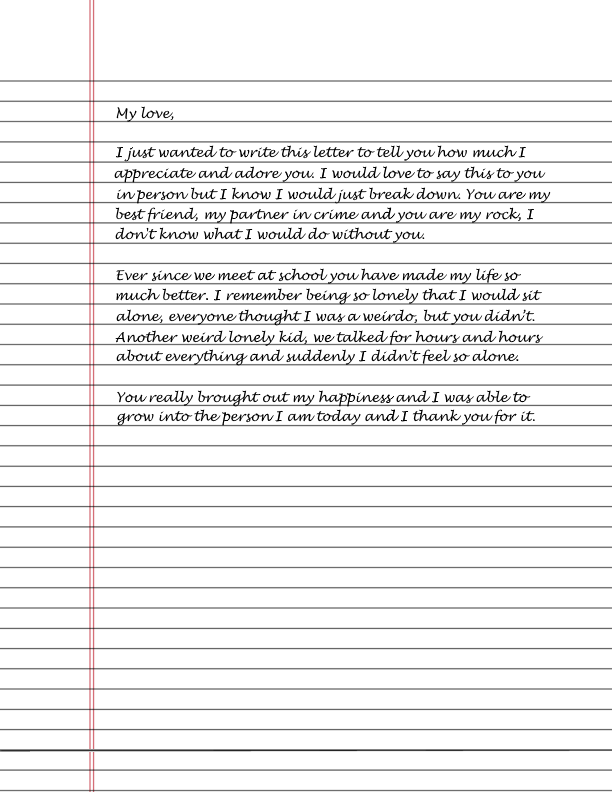 My love,
I just wanted to write this letter to tell you how much I
appreciate and adore you. I would love to say this to you
in person but I know I would just break down. You are my
best friend, my partner in crime and you are my rock, I
don't know what I would do without you.
Ever since we meet at school you have made my life so
much better. I remember being so lonely that I would sit
alone, everyone thought I was a weirdo, but you didn't.
Another weird lonely kid, we talked for hours and hours
about everything and suddenly I didn't feel so alone.
You really brought out my happiness and I was able to
grow into the person I am today and I thank you for it.